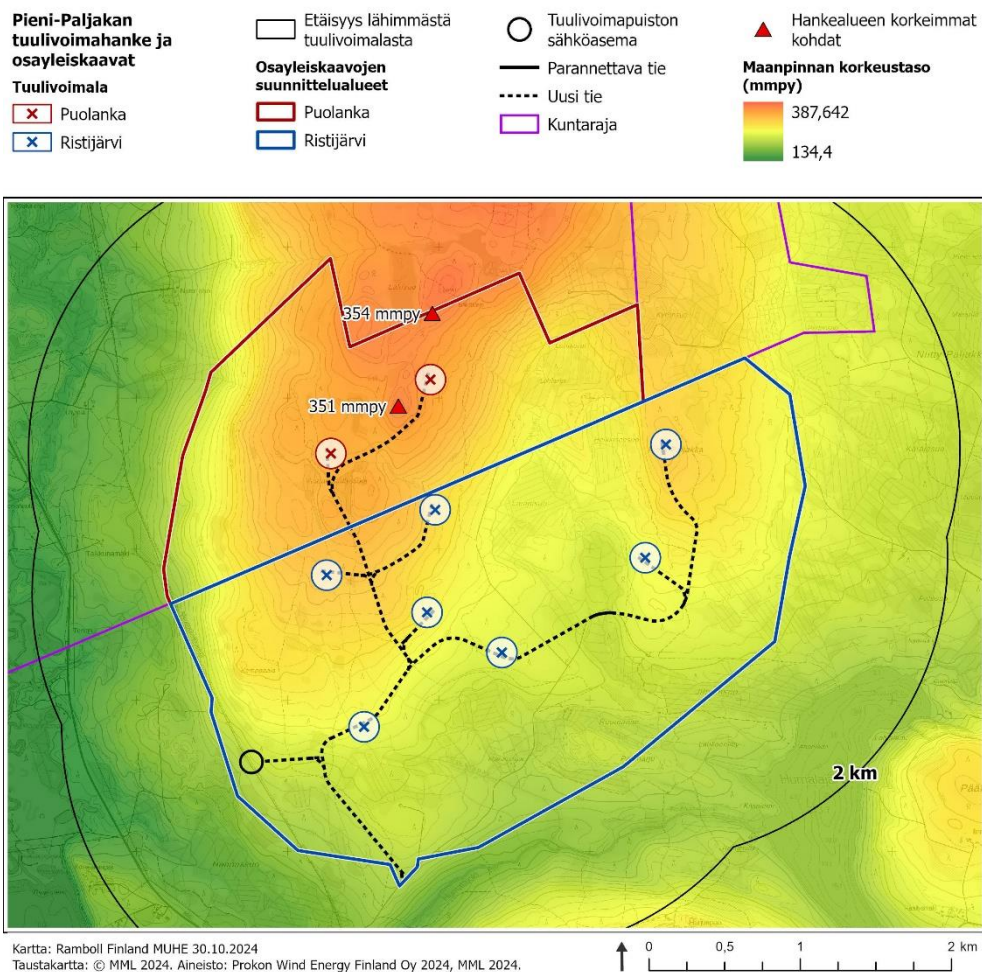 Pieni-Paljakan
tuulivoimahanke ja
osayleiskaavat
Tuulivoimala
Puolanka
Ristijärvi
Etäisyys lähimmästä
tuulivoimalasta
Osayleiskaavojen
suunnittelualueet
Puolanka
Ristijärvi
Tuulivoimapuiston
sähköasema
Parannettava tie
Uusi tie
Kuntaraja
Hankealueen korkeimmat
kohdat
Maanpinnan korkeustaso
(mmpy)
387,642
134,4
354 mmpy
351 mmpy
2 km
Kartta: Ramboll Finland MUHE 30.10.2024
Taustakartta: © MML 2024. Aineisto: Prokon Wind Energy Finland Oy 2024, MML 2024.
0 0,5 1 2 km